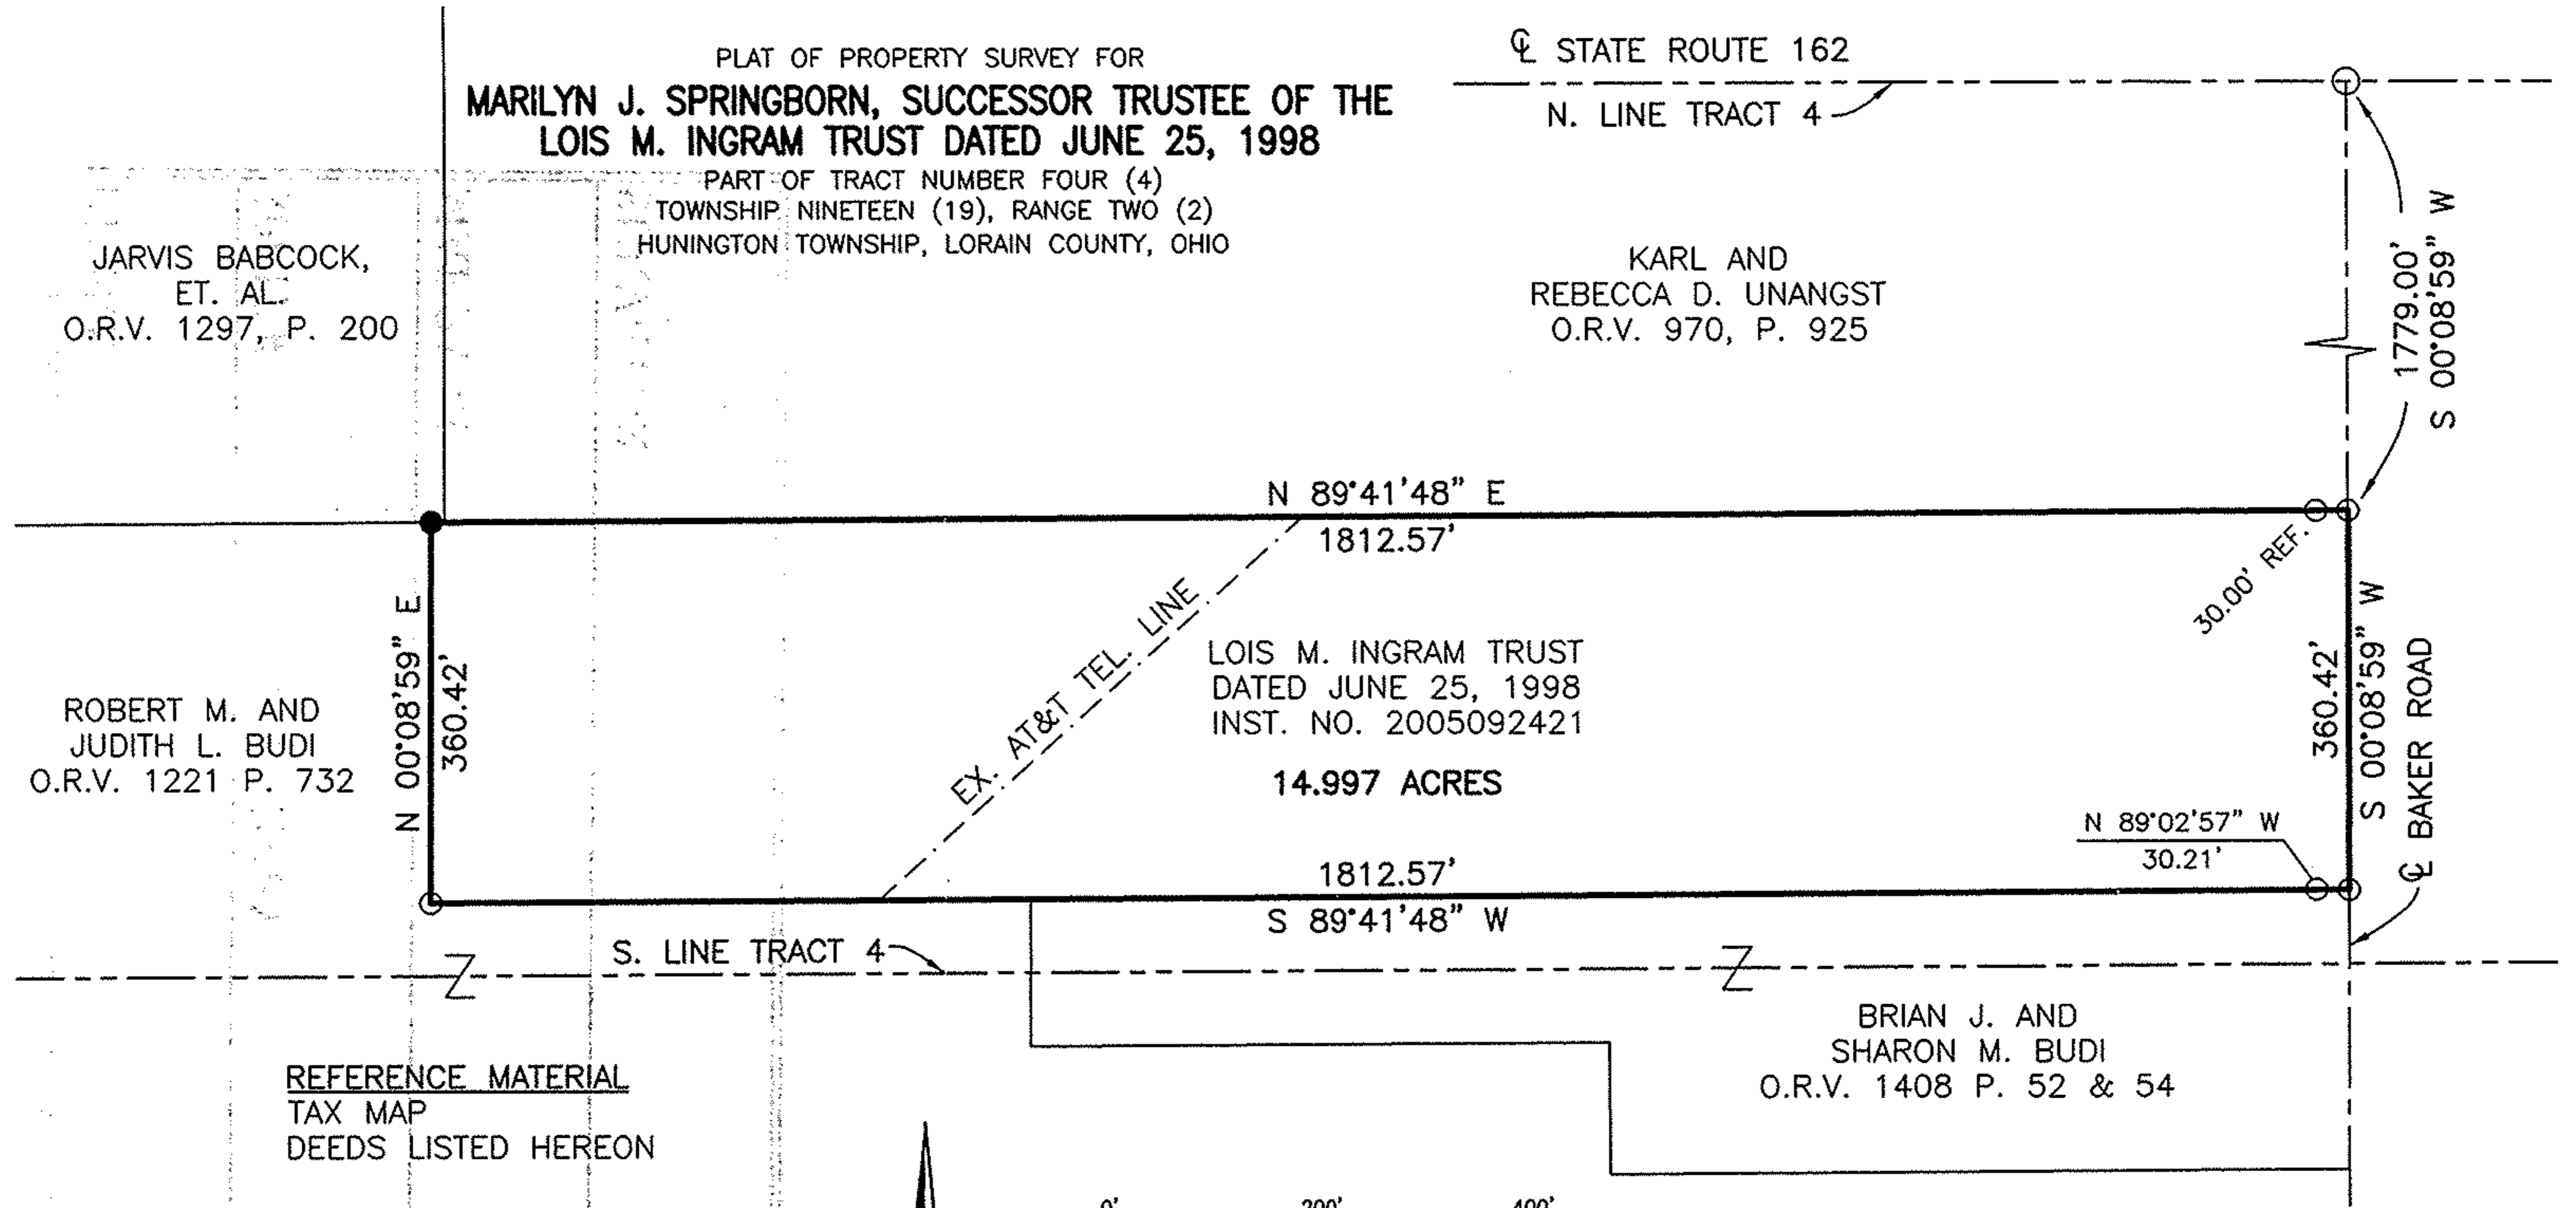 PLAT OF PROPERTY SURVEY FOR
MARILYN J. SPRINGBORN, SUCCESSOR TRUSTEE OF THE
LOIS M. INGRAM TRUST DATED JUNE 25, 1998
PART OF TRACT NUMBER FOUR (4)
TOWNSHIP NINETEEN (19), RANGE TWO (2)
HUNINGTON TOWNSHIP, LORAIN COUNTY, OHIO
℄ STATE ROUTE 162
N. LINE TRACT 4
JARVIS BABCOCK,
ET. AL.
O.R.V. 1297, P. 200
KARL AND
REBECCA D. UNANGST
O.R.V. 970, P. 925
1779.00'
S 00°08'59" W
N 89°41'48" E
1812.57'
30.00' REF.
N 00°08'59" E
360.42'
EX. AT&T TEL. LINE
LOIS M. INGRAM TRUST
DATED JUNE 25, 1998
INST. NO. 2005092421
14.997 ACRES
360.42'
S 00°08'59" W
℄ BAKER ROAD
ROBERT M. AND
JUDITH L. BUDI
O.R.V. 1221 P. 732
N 89°02'57" W
30.21'
1812.57'
S 89°41'48" W
S. LINE TRACT 4
BRIAN J. AND
SHARON M. BUDI
O.R.V. 1408 P. 52 & 54
REFERENCE MATERIAL
TAX MAP
DEEDS LISTED HEREON
0' 200' 400'